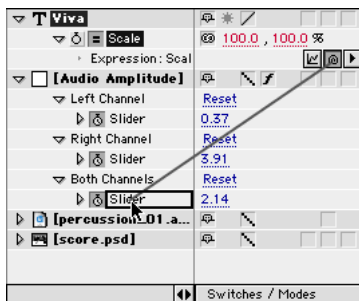 T Viva
= Scale 100.0 , 100.0 %
Expression : Scal
[Audio Amplitude]
Left Channel Reset
Slider 0.37
Right Channel Reset
Slider 3.91
Both Channels Reset
Slider 2.14
[percussion_01.a...
[score.psd]
Switches / Modes